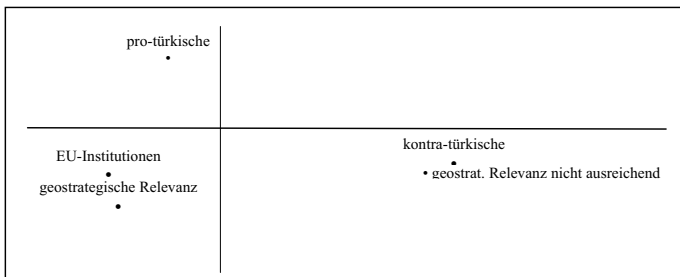 pro-türkische
kontra-türkische
EU-Institutionen
geostrat. Relevanz nicht ausreichend
geostrategische Relevanz